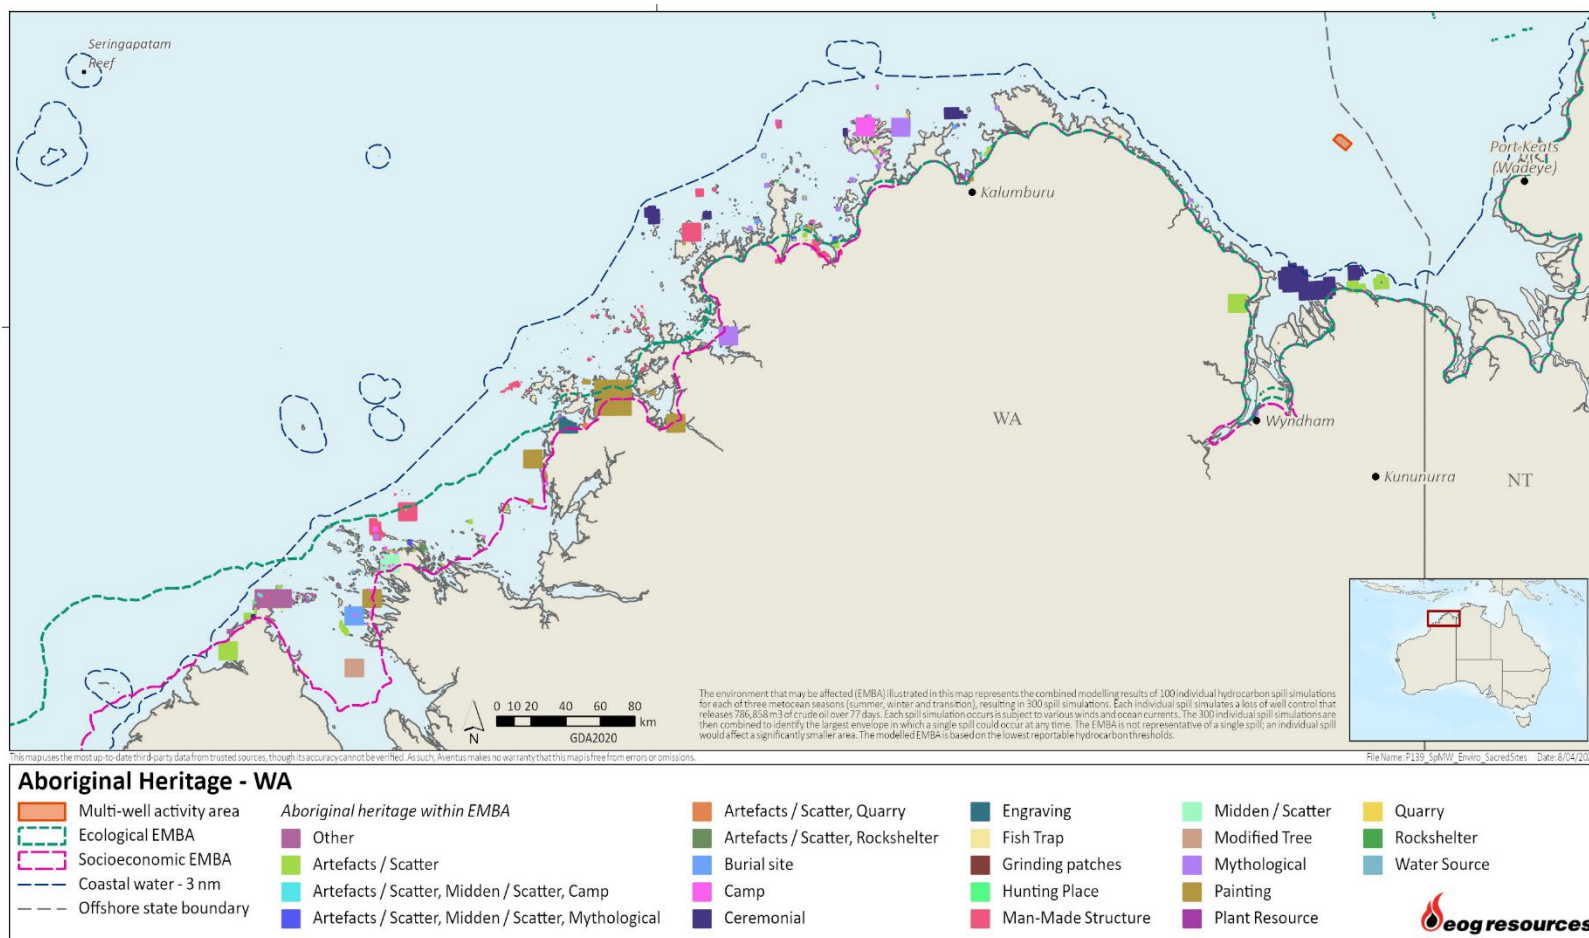 Seringapatam
Reef
Port Keats
(Wadeye)
Kalumburu
WA
Wyndham
Kununurra
NT
0 10 20 40 60 80
km
N
GDA2020
The environment that may be affected (EMBA) illustrated in this map represents the combined modelling results of 100 individual hydrocarbon spill simulations
for each of three metocean seasons (summer, winter and transition), resulting in 300 spill simulations. Each individual spill simulates a loss of well control that
releases 786,858 m3 of crude oil over 77 days. Each spill simulation occurs is subject to various winds and ocean currents. The 300 individual spill simulations are
then combined to identify the largest envelope in which a single spill could occur at any time. The EMBA is not representative of a single spill; an individual spill
would affect a significantly smaller area. The modelled EMBA is based on the lowest reportable hydrocarbon thresholds.
This map uses the most up-to-date third-party data from trusted sources, though its accuracy cannot be verified. As such, Aventus makes no warranty that this map is free from errors or omissions.
File Name: P139_SpMW_Enviro_SacredSites Date: 8/04/202
Aboriginal Heritage - WA
Multi-well activity area
Ecological EMBA
Socioeconomic EMBA
Coastal water - 3 nm
Offshore state boundary
Aboriginal heritage within EMBA
Other
Artefacts / Scatter
Artefacts / Scatter, Midden / Scatter, Camp
Artefacts / Scatter, Midden / Scatter, Mythological
Artefacts / Scatter, Quarry
Artefacts / Scatter, Rockshelter
Burial site
Camp
Ceremonial
Engraving
Fish Trap
Grinding patches
Hunting Place
Man-Made Structure
Midden / Scatter
Modified Tree
Mythological
Painting
Plant Resource
Quarry
Rockshelter
Water Source
eog resources